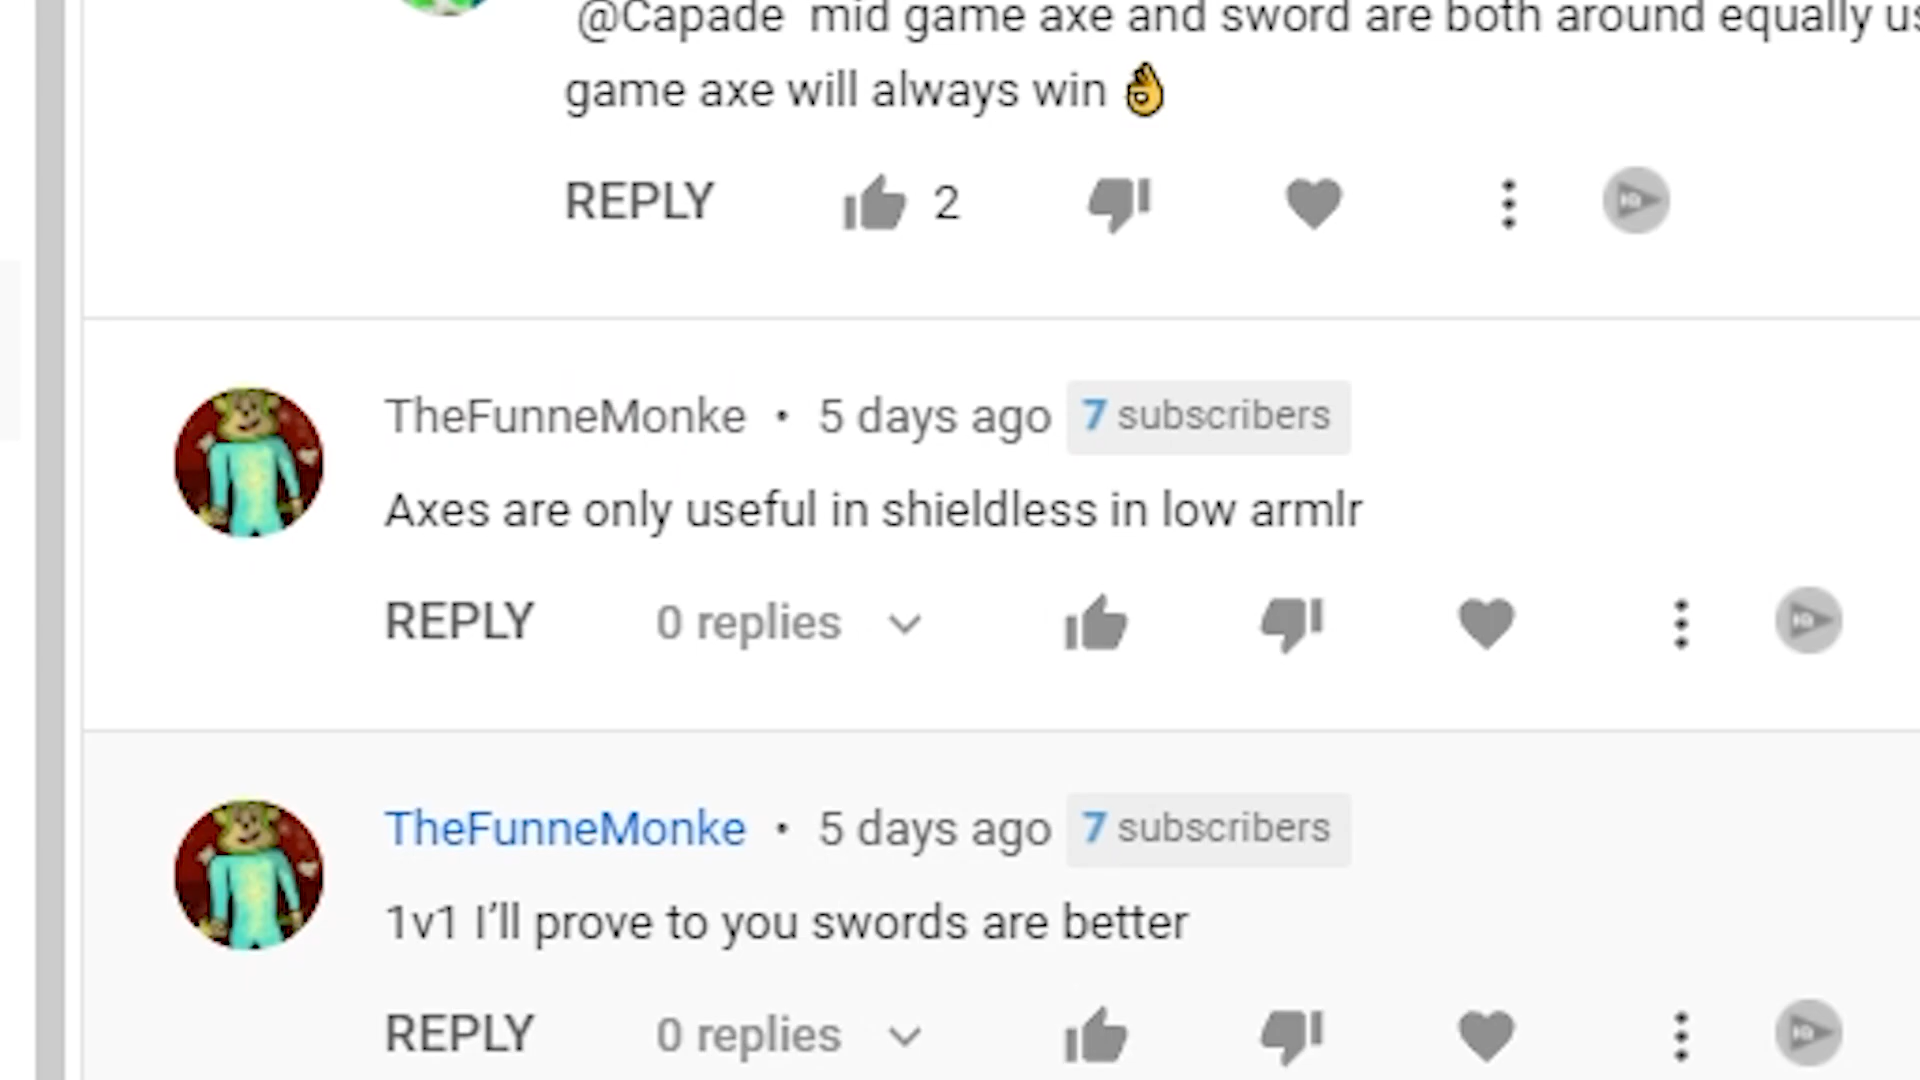 @Capade mid game axe and sword are both around equally
game axe will always win 👌
REPLY 2
TheFunneMonke • 5 days ago 7 subscribers
Axes are only useful in shieldless in low armlr
REPLY 0 replies
TheFunneMonke • 5 days ago 7 subscribers
1v1 I'll prove to you swords are better
REPLY 0 replies